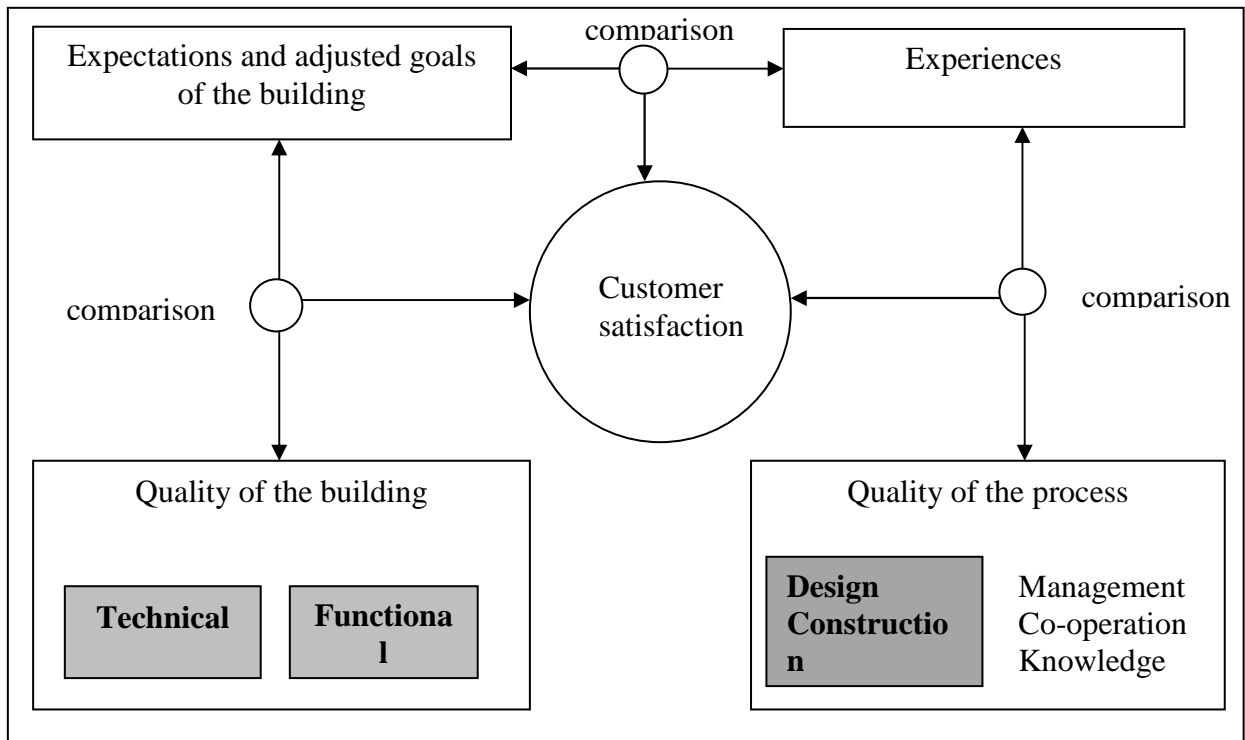 comparison
Expectations and adjusted goals
of the building
Experiences
Customer
satisfaction
comparison
comparison
Quality of the building
Technical
Functiona
l
Quality of the process
Design
Constructio
n
Management
Co-operation
Knowledge